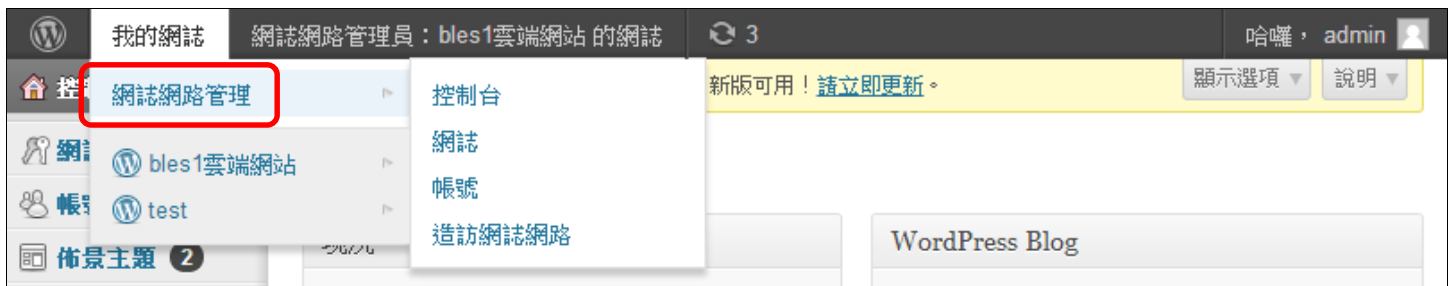 我的網誌 網誌網路管理員：bles1雲端網站 的網誌 3 哈囉， admin
網誌網路管理 控制台 新版可用！請立即更新。 顯示選項 說明
網誌
bles1雲端網站
帳號
test
造訪網誌網路
現況 WordPress Blog
佈景主題 2